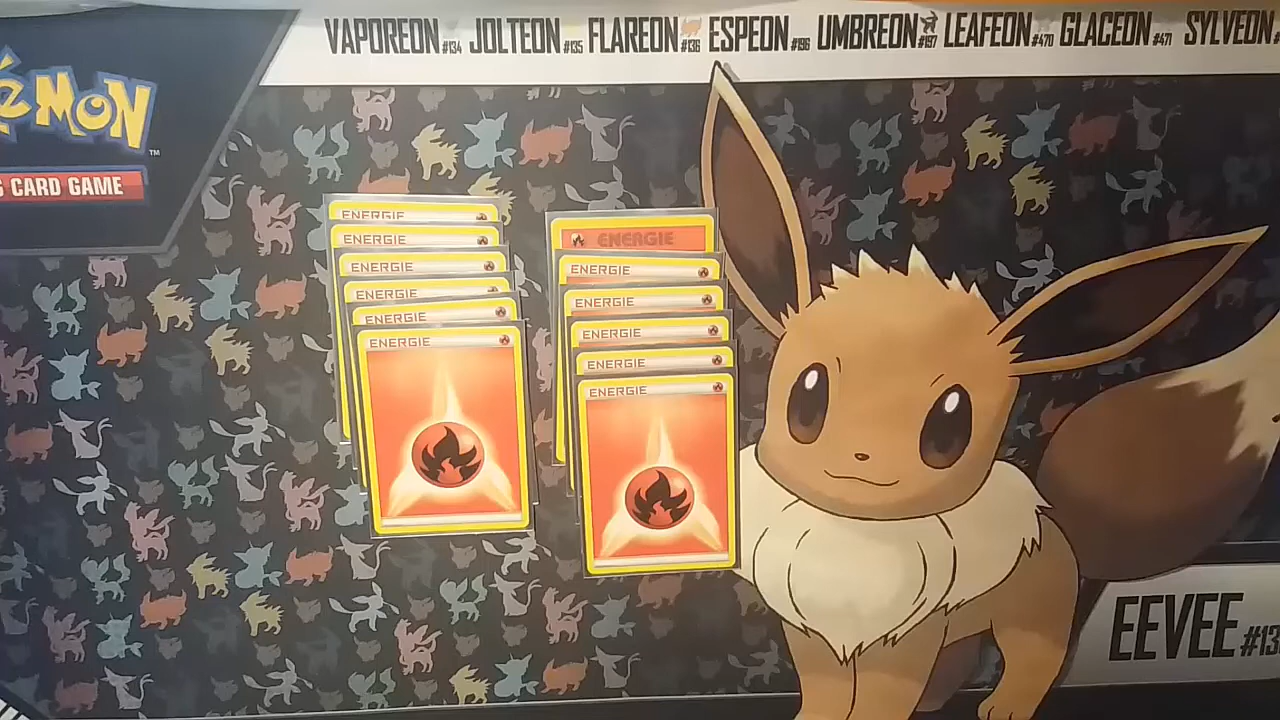 VAPOREON #134 JOLTEON #135 FLAREON #136 ESPEON #196 UMBREON #197 LEAFEON #470 GLACEON #471 SYLVEON #
éMON™
CARD GAME
ENERGIE
ENERGIE
ENERGIE
ENERGIE
ENERGIE
ENERGIE
ENERGIE
ENERGIE
ENERGIE
ENERGIE
ENERGIE
ENERGIE
EEVEE #13